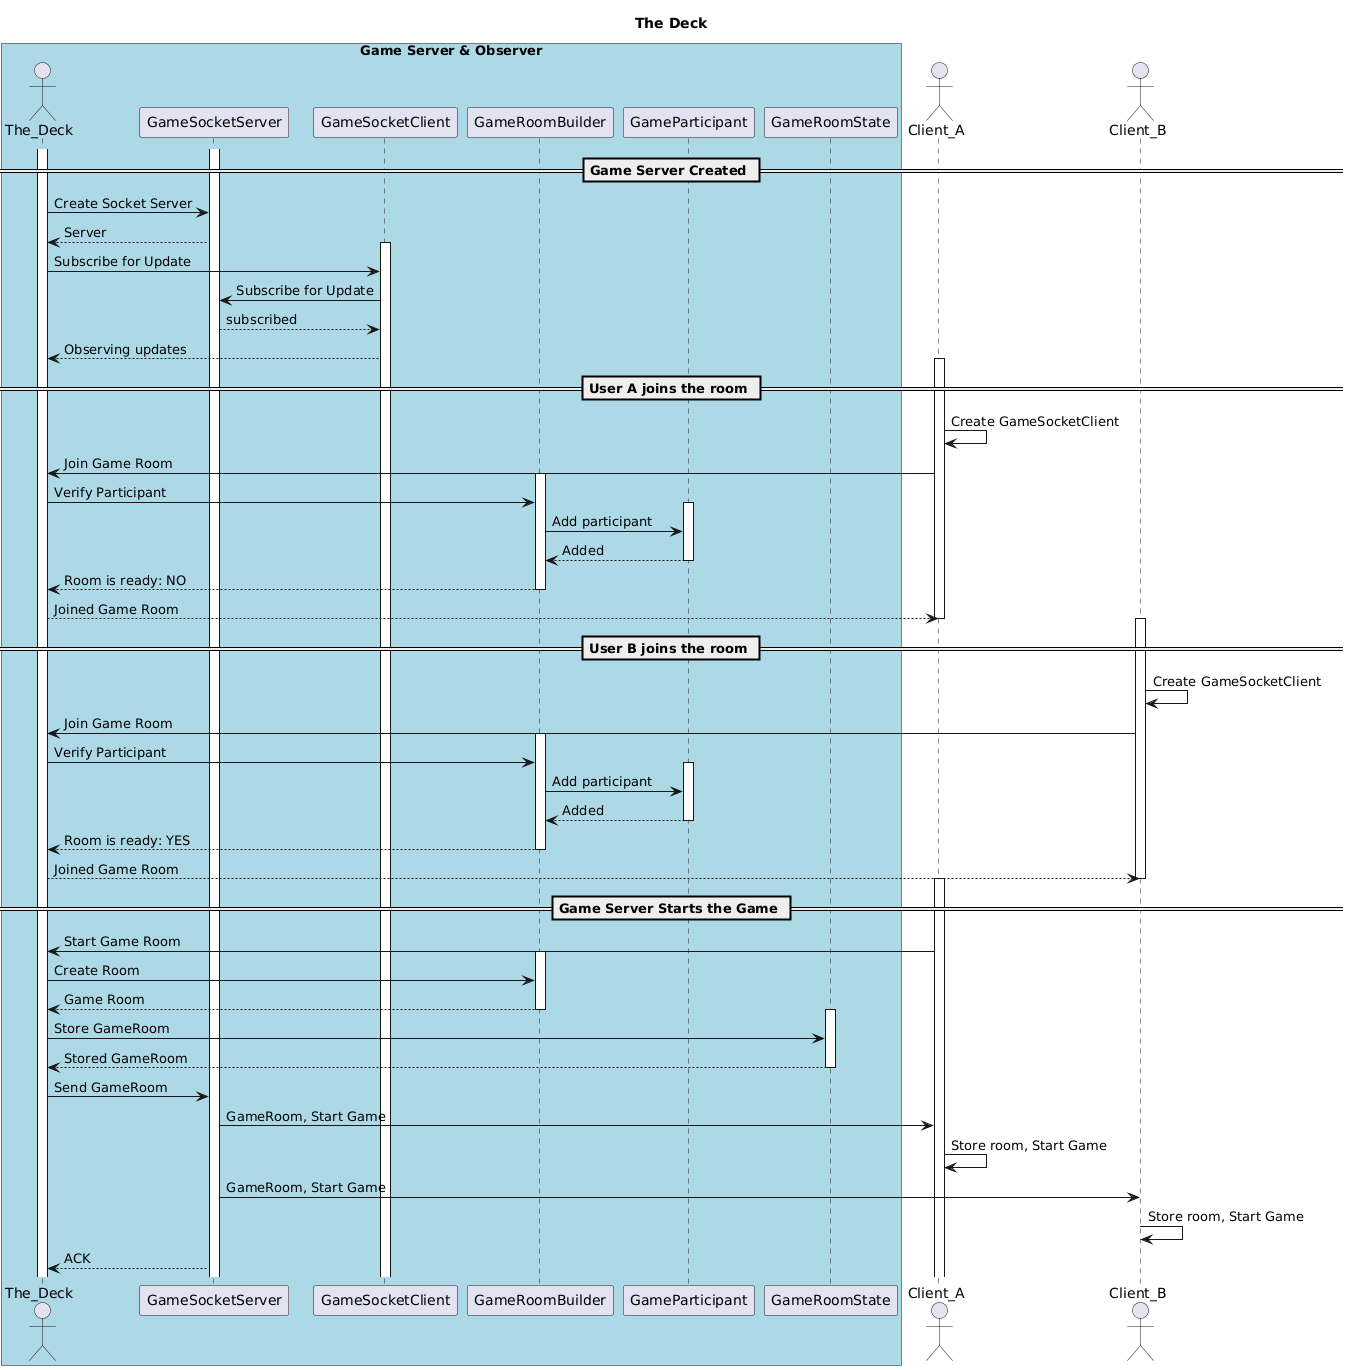 The Deck
Game Server & Observer
The_Deck
GameSocketServer
GameSocketClient
GameRoomBuilder
GameParticipant
GameRoomState
Client_A
Client_B
Game Server Created
Create Socket Server
Server
Subscribe for Update
Subscribe for Update
subscribed
Observing updates
User A joins the room
Create GameSocketClient
Join Game Room
Verify Participant
Add participant
Added
Room is ready: NO
Joined Game Room
User B joins the room
Create GameSocketClient
Join Game Room
Verify Participant
Add participant
Added
Room is ready: YES
Joined Game Room
Game Server Starts the Game
Start Game Room
Create Room
Game Room
Store GameRoom
Stored GameRoom
Send GameRoom
GameRoom, Start Game
Store room, Start Game
GameRoom, Start Game
Store room, Start Game
ACK
The_Deck
GameSocketServer
GameSocketClient
GameRoomBuilder
GameParticipant
GameRoomState
Client_A
Client_B